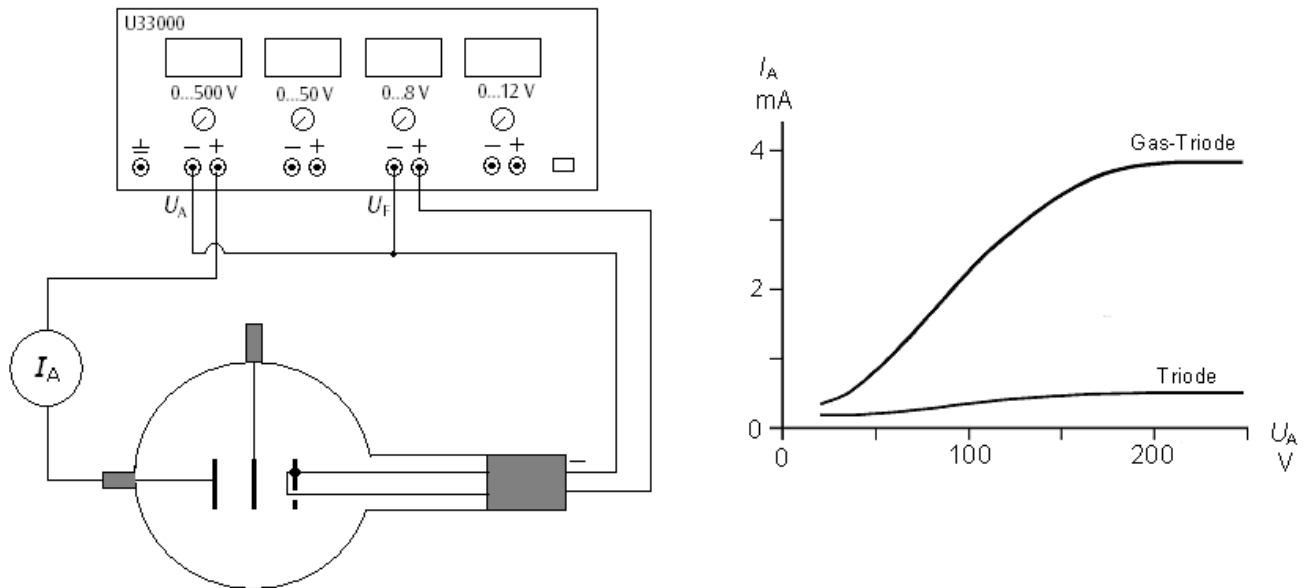 U33000
0...500 V 0...50 V 0...8 V 0...12 V
− + − + − + − +
U_A U_F
I_A
−
I_A
mA
4
Gas-Triode
2
Triode
0
0 100 200 U_A
V